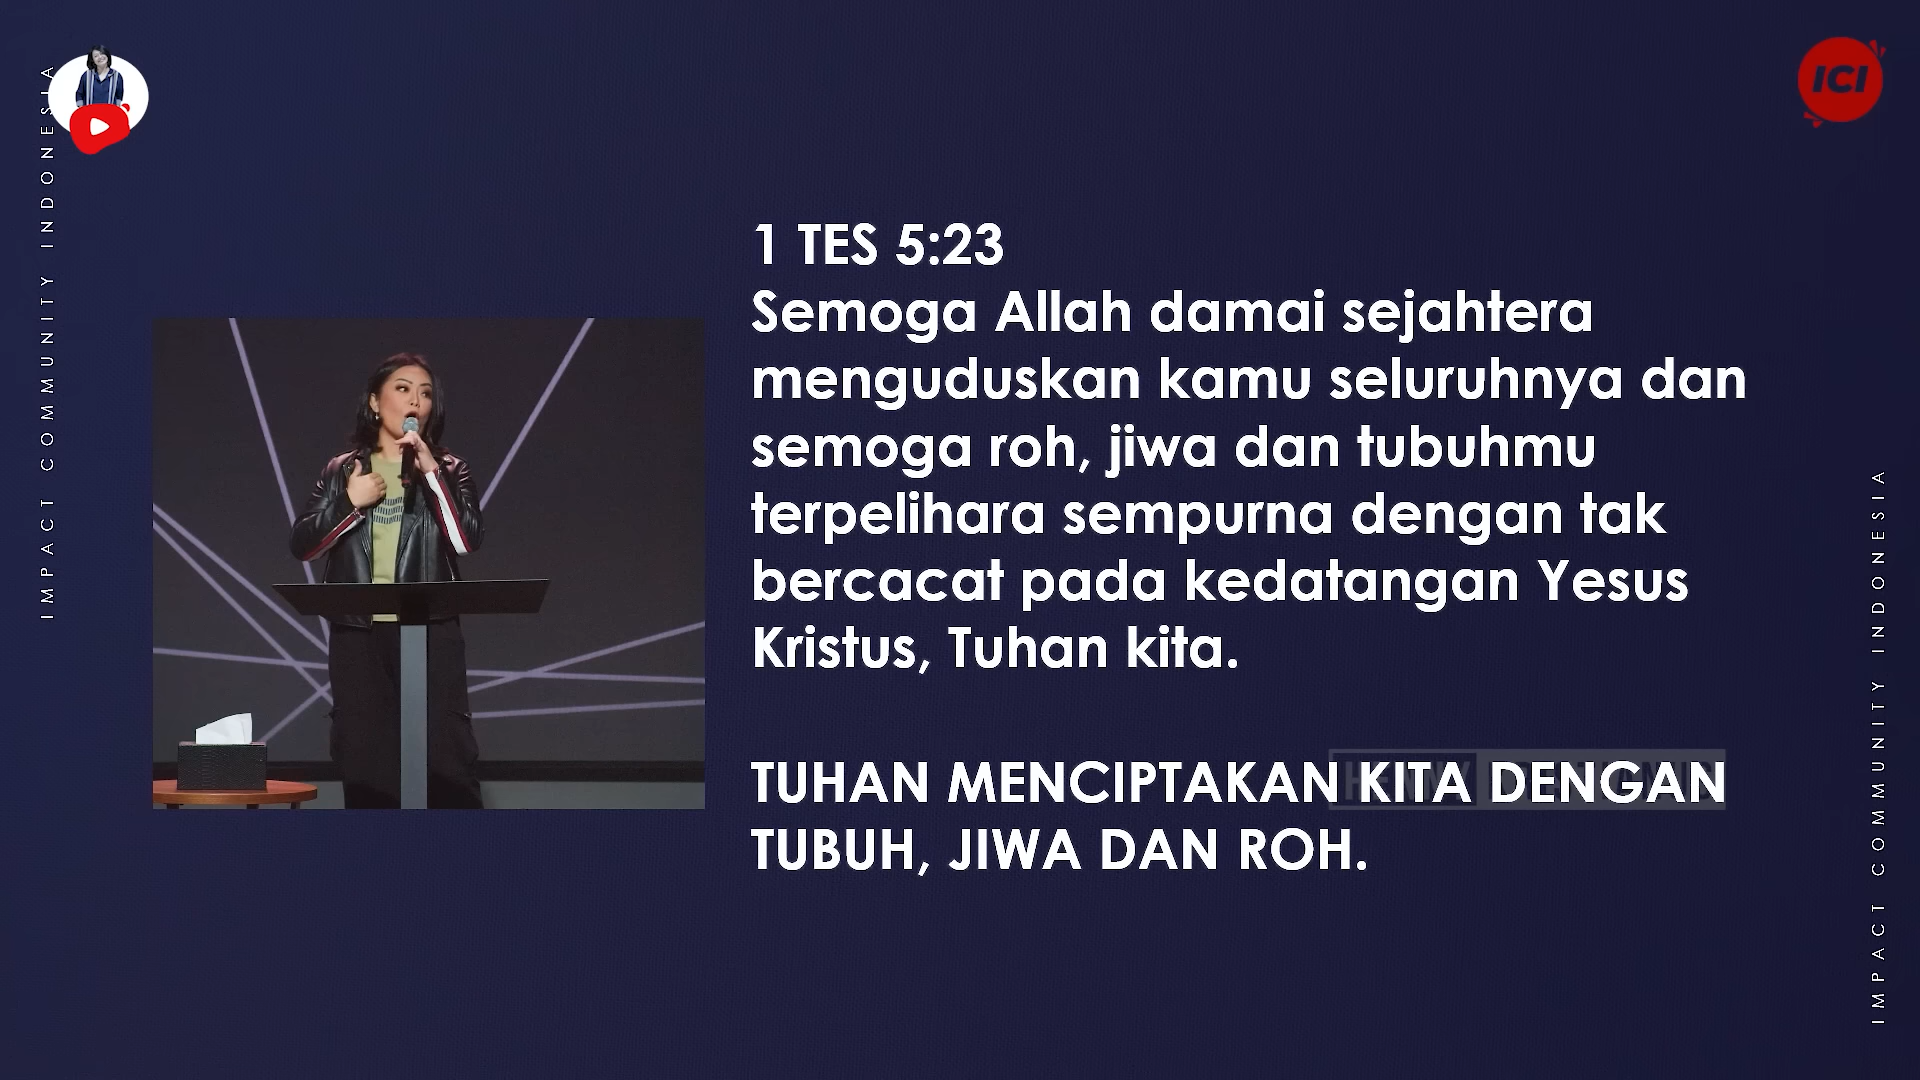 IMPACT COMMUNITY INDONESIA
ICI
1 TES 5:23
Semoga Allah damai sejahtera
menguduskan kamu seluruhnya dan
semoga roh, jiwa dan tubuhmu
terpelihara sempurna dengan tak
bercacat pada kedatangan Yesus
Kristus, Tuhan kita.
TUHAN MENCIPTAKAN KITA DENGAN
TUBUH, JIWA DAN ROH.
IMPACT COMMUNITY INDONESIA